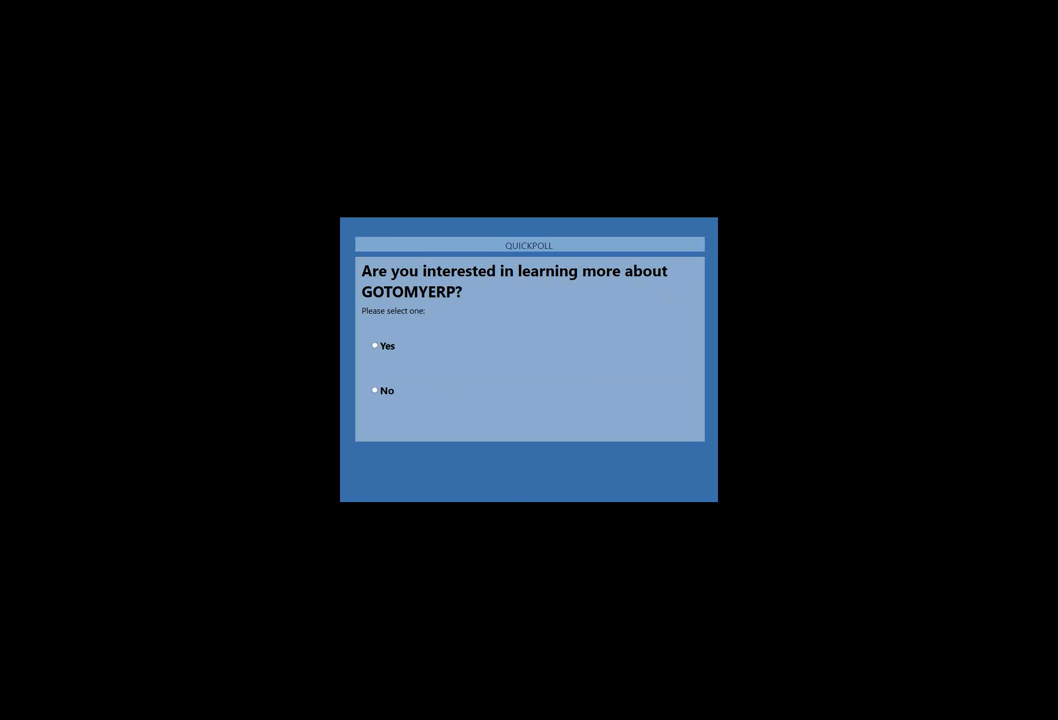 QUICKPOLL
Are you interested in learning more about
GOTOMYERP?
Please select one:
Yes
No